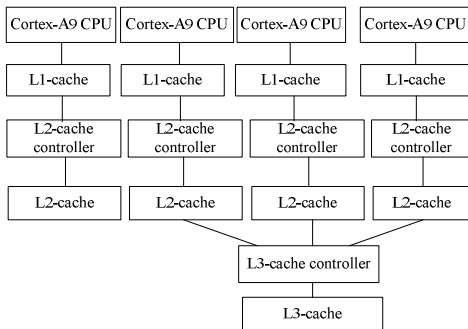 Cortex-A9 CPU Cortex-A9 CPU Cortex-A9 CPU Cortex-A9 CPU
L1-cache L1-cache L1-cache L1-cache
L2-cache L2-cache L2-cache L2-cache
controller controller controller controller
L2-cache L2-cache L2-cache L2-cache
L3-cache controller
L3-cache